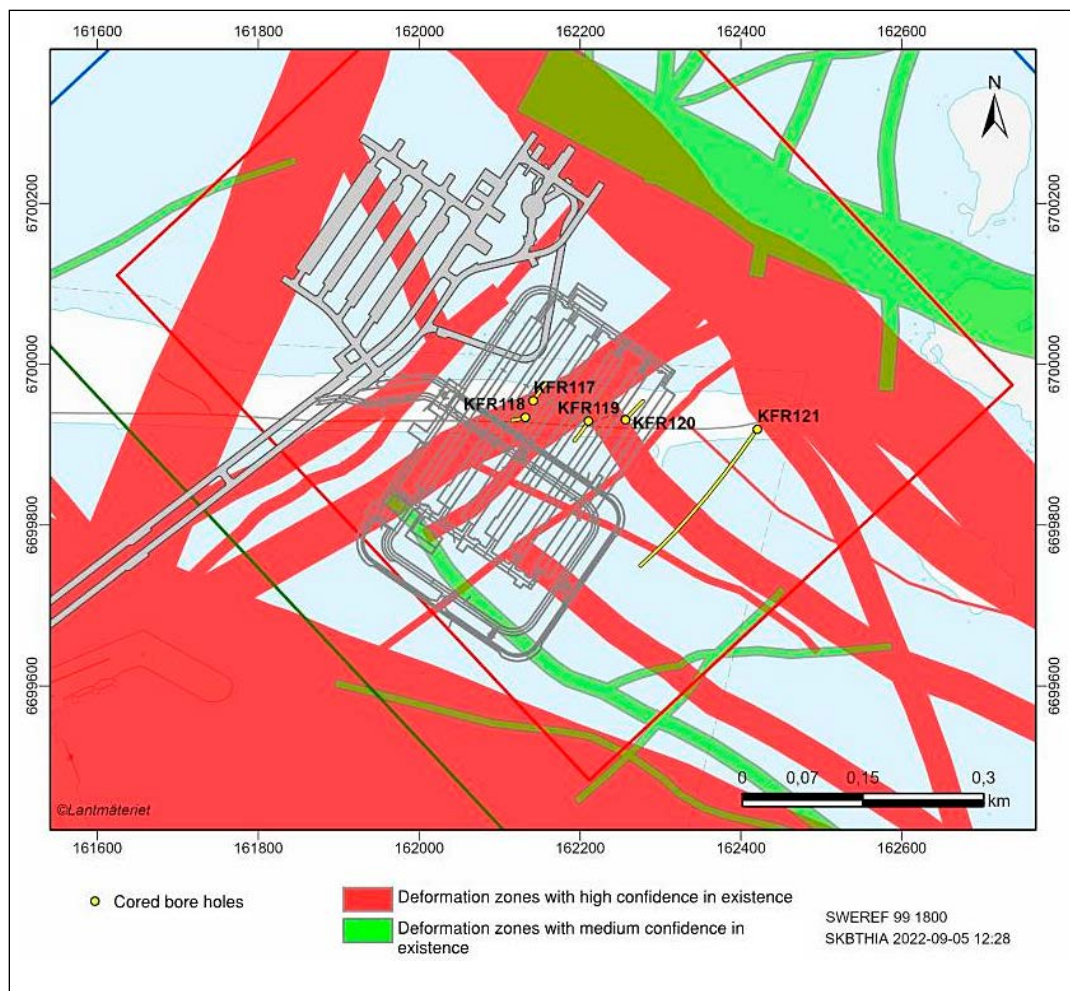 161600 161800 162000 162200 162400 162600
N
6700200 6700200
6700000 6700000
KFR117
KFR118 KFR119
KFR120 KFR121
6699800 6699800
6699600 6699600
0 0,07 0,15 0,3
km
©Lantmäteriet
161600 161800 162000 162200 162400 162600
Cored bore holes
Deformation zones with high confidence in existence
Deformation zones with medium confidence in
existence
SWEREF 99 1800
SKBTHIA 2022-09-05 12:28